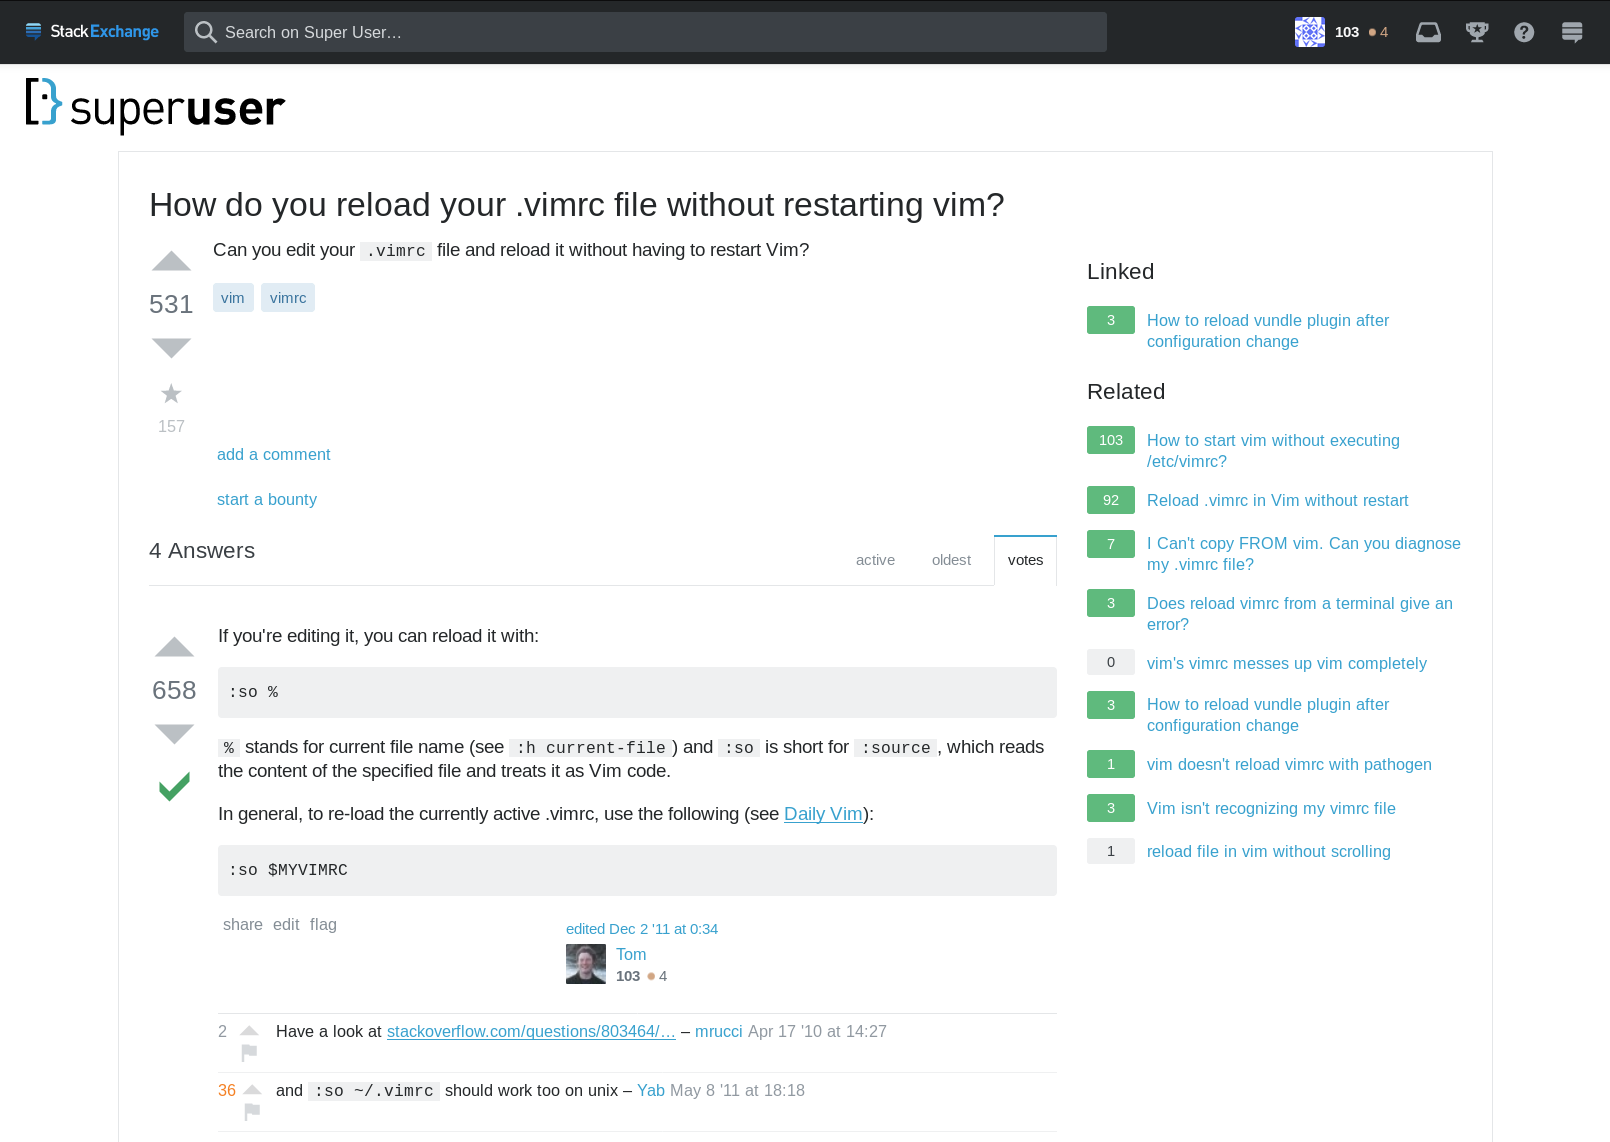 StackExchange
Search on Super User…
103 4
superuser
How do you reload your .vimrc file without restarting vim?
Can you edit your .vimrc file and reload it without having to restart Vim?
531
vim vimrc
157
add a comment
start a bounty
4 Answers
active oldest votes
If you're editing it, you can reload it with:
658
:so %
% stands for current file name (see :h current-file ) and :so is short for :source , which reads
the content of the specified file and treats it as Vim code.
In general, to re-load the currently active .vimrc, use the following (see Daily Vim):
:so $MYVIMRC
share edit flag
edited Dec 2 '11 at 0:34
Tom
103 4
2 Have a look at stackoverflow.com/questions/803464/… – mrucci Apr 17 '10 at 14:27
36 and :so ~/.vimrc should work too on unix – Yab May 8 '11 at 18:18
Linked
3 How to reload vundle plugin after
configuration change
Related
103 How to start vim without executing
/etc/vimrc?
92 Reload .vimrc in Vim without restart
7 I Can't copy FROM vim. Can you diagnose
my .vimrc file?
3 Does reload vimrc from a terminal give an
error?
0 vim's vimrc messes up vim completely
3 How to reload vundle plugin after
configuration change
1 vim doesn't reload vimrc with pathogen
3 Vim isn't recognizing my vimrc file
1 reload file in vim without scrolling